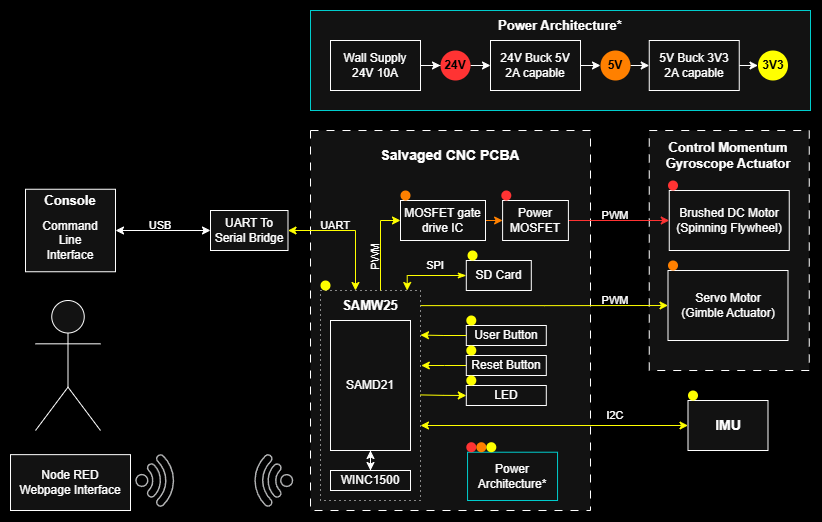 Power Architecture*
Wall Supply
24V 10A
24V
24V Buck 5V
2A capable
5V
5V Buck 3V3
2A capable
3V3
Salvaged CNC PCBA
Control Momentum
Gyroscope Actuator
Console
Command
Line
Interface
USB
UART To
Serial Bridge
UART
PWM
MOSFET gate
drive IC
Power
MOSFET
PWM
Brushed DC Motor
(Spinning Flywheel)
SPI
SD Card
SAMW25
PWM
Servo Motor
(Gimble Actuator)
User Button
Reset Button
SAMD21
LED
I2C
IMU
Node RED
Webpage Interface
WINC1500
Power
Architecture*